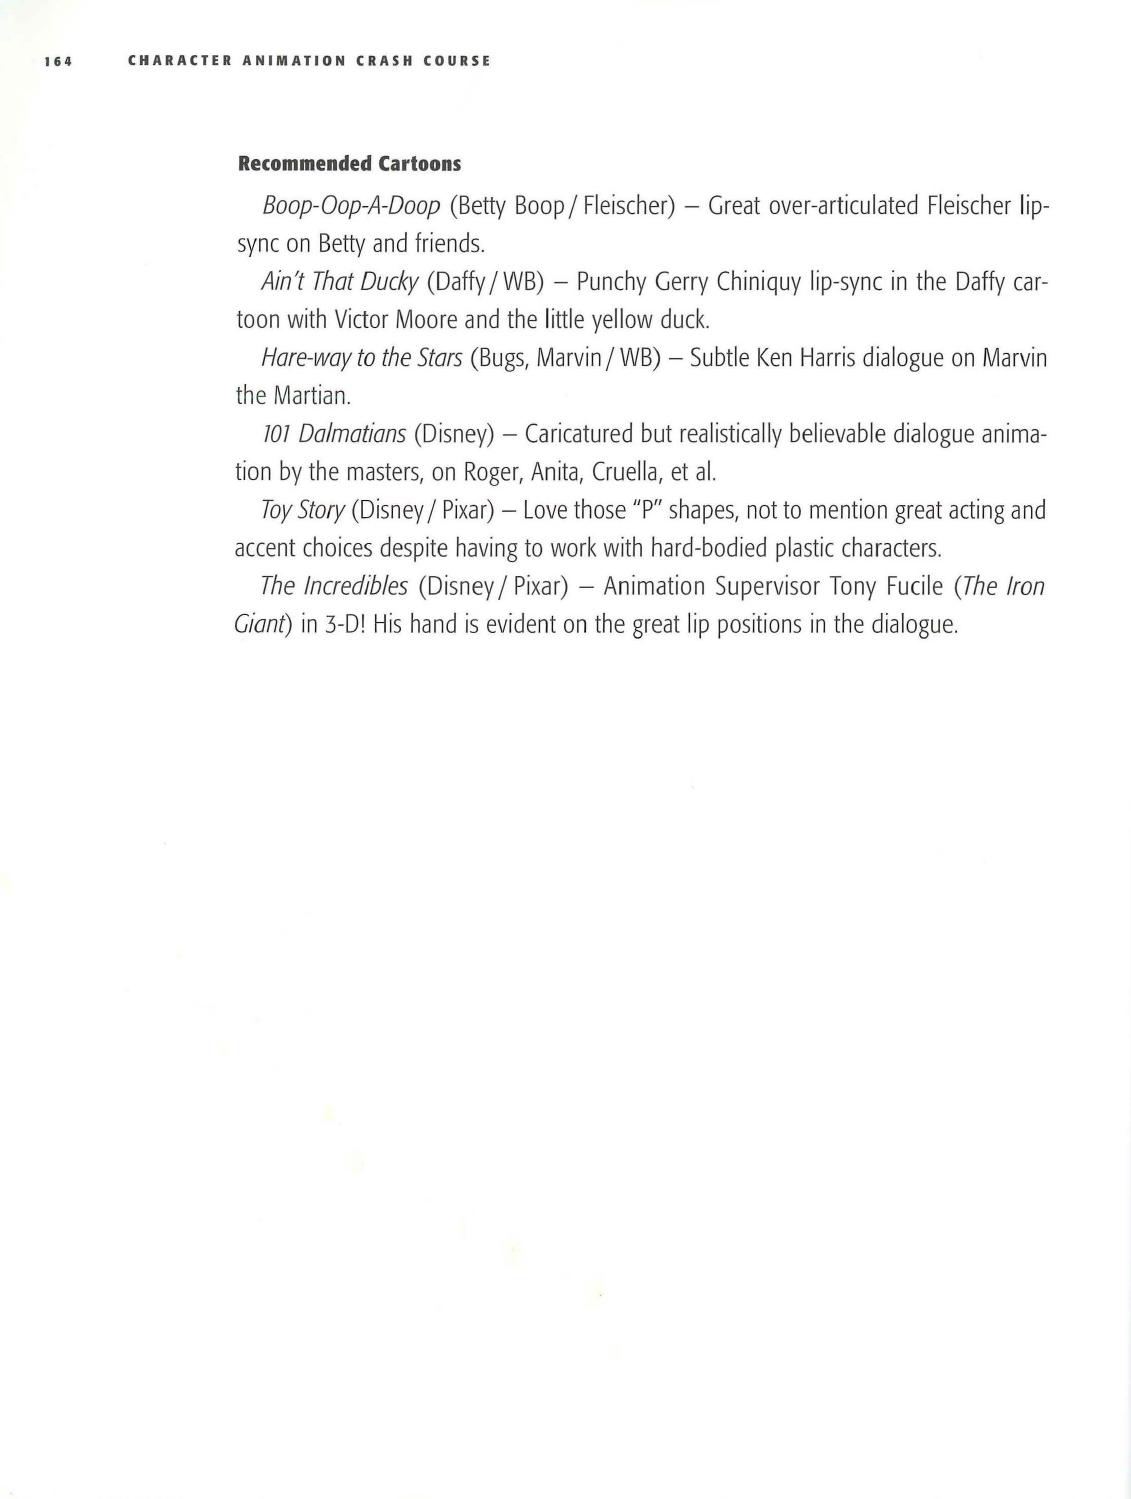 164 CHARACTER ANIMATION CRASH COURSE
Recommended Cartoons
Boop-Oop-A-Doop (Betty Boop / Fleischer) – Great over-articulated Fleischer lip-
sync on Betty and friends.
Ain't That Ducky (Daffy / WB) – Punchy Gerry Chiniquy lip-sync in the Daffy car-
toon with Victor Moore and the little yellow duck.
Hare-way to the Stars (Bugs, Marvin / WB) – Subtle Ken Harris dialogue on Marvin
the Martian.
101 Dalmatians (Disney) – Caricatured but realistically believable dialogue anima-
tion by the masters, on Roger, Anita, Cruella, et al.
Toy Story (Disney / Pixar) – Love those "P" shapes, not to mention great acting and
accent choices despite having to work with hard-bodied plastic characters.
The Incredibles (Disney / Pixar) – Animation Supervisor Tony Fucile (The Iron
Giant) in 3-D! His hand is evident on the great lip positions in the dialogue.